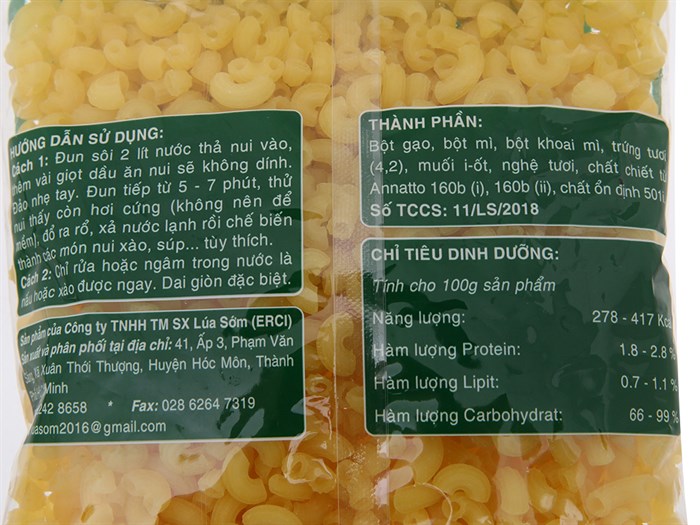 HƯỚNG DẪN SỬ DỤNG:
Cách 1: Đun sôi 2 lít nước thả nui vào,
thêm vài giọt dầu ăn nui sẽ không dính.
Đảo nhẹ tay. Đun tiếp từ 5 - 7 phút, thử
nui thấy còn hơi cứng (không nên để
mềm), đổ ra rổ, xả nước lạnh rồi chế biến
thành các món nui xào, súp... tùy thích.
Cách 2: Chỉ rửa hoặc ngâm trong nước là
nấu hoặc xào được ngay. Dai giòn đặc biệt.
Sản phẩm của Công ty TNHH TM SX Lúa Sớm (ERCI)
Sản xuất và phân phối tại địa chỉ: 41, Ấp 3, Phạm Văn
Xã Xuân Thới Thượng, Huyện Hóc Môn, Thành
Minh
242 8658 * Fax: 028 6264 7319
uasom2016@gmail.com
THÀNH PHẦN:
Bột gạo, bột mì, bột khoai mì, trứng tươi
(4,2), muối i-ốt, nghệ tươi, chất chiết từ
Annatto 160b (i), 160b (ii), chất ổn định 501i
Số TCCS: 11/LS/2018
CHỈ TIÊU DINH DƯỠNG:
Tính cho 100g sản phẩm
Năng lượng: 278 - 417 Kca
Hàm lượng Protein: 1.8 - 2.8 %
Hàm lượng Lipit: 0.7 - 1.1 %
Hàm lượng Carbohydrat: 66 - 99 %